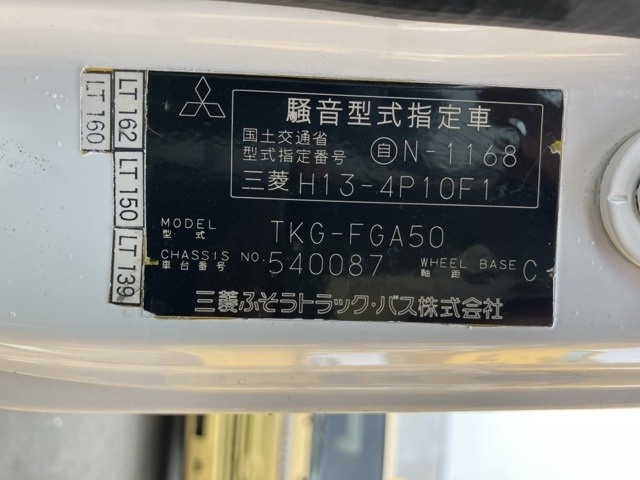 騒音型式指定車
国土交通省
型式指定番号 自 N-1168
三菱 H13-4P10F1
MODEL
型式 TKG-FGA50
CHASSIS NO.
車台番号 540087 WHEEL BASE
軸距 C
三菱ふそうトラック・バス株式会社
LT 160
LT 162
LT 150
LT 139